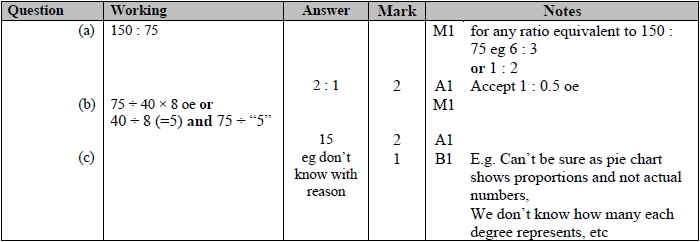 Question Working Answer Mark Notes
(a) 150 : 75 M1 for any ratio equivalent to 150 :
75 eg 6 : 3
or 1 : 2
2 : 1 2 A1 Accept 1 : 0.5 oe
(b) 75 ÷ 40 × 8 oe or M1
40 ÷ 8 (=5) and 75 ÷ “5”
15 2 A1
(c) eg don’t 1 B1 E.g. Can’t be sure as pie chart
know with shows proportions and not actual
reason numbers,
We don’t know how many each
degree represents, etc